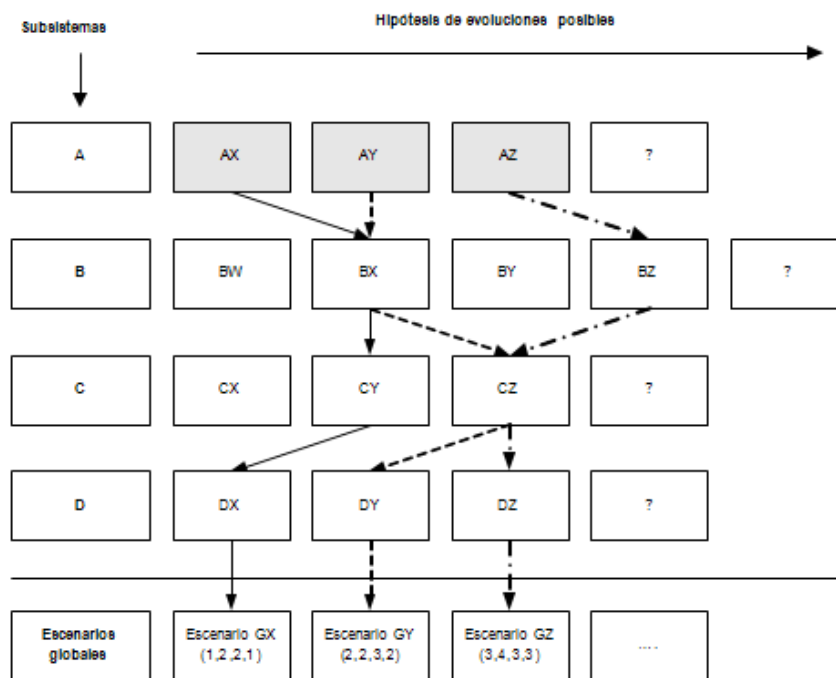 Subsistemas
Hipótesis de evoluciones posibles
A
AX
AY
AZ
?
B
BW
BX
BY
BZ
?
C
CX
CY
CZ
?
D
DX
DY
DZ
?
Escenarios
globales
Escenario GX
(1,2,2,1)
Escenario GY
(2,2,3,2)
Escenario GZ
(3,4,3,3)
....